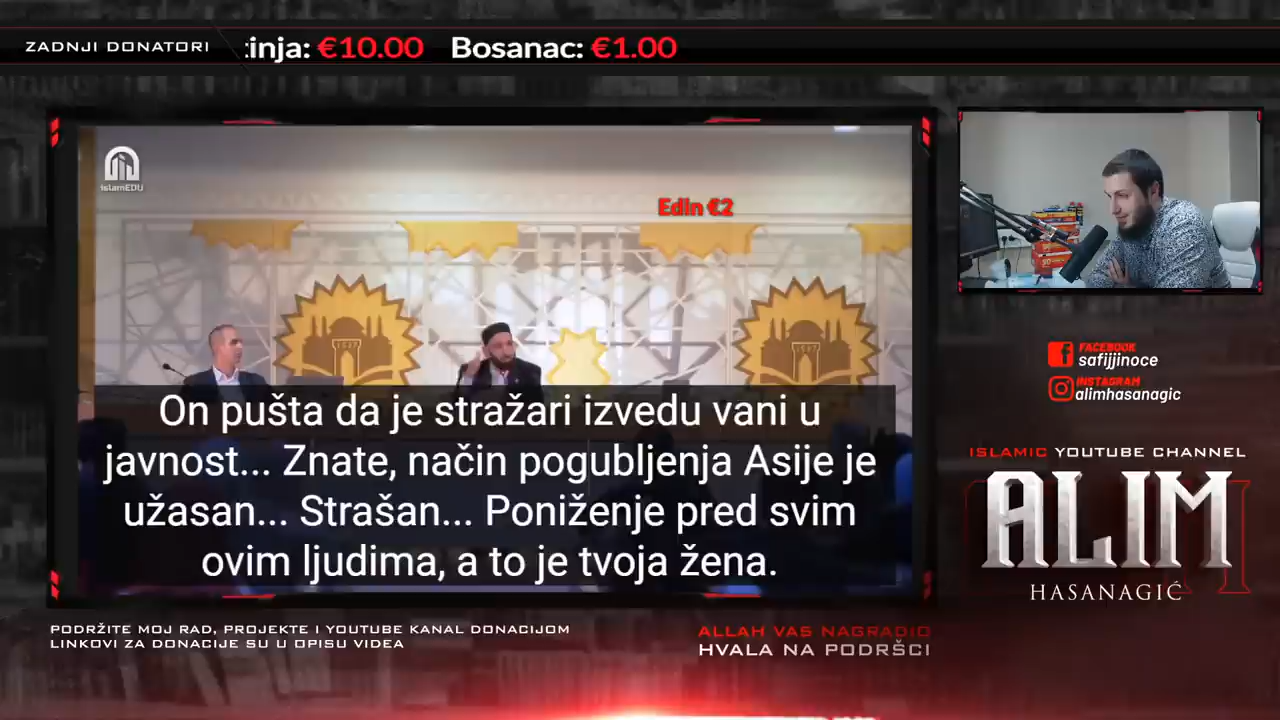 ZADNJI DONATORI
:inja: €10.00 Bosanac: €1.00
islamEDU
Edin €2
On pušta da je stražari izvedu vani u
javnost... Znate, način pogubljenja Asije je
užasan... Strašan... Poniženje pred svim
ovim ljudima, a to je tvoja žena.
FACEBOOK
safijjinoce
INSTAGRAM
alimhasanagic
ISLAMIC YOUTUBE CHANNEL
ALIM
HASANAGIĆ
PODRŽITE MOJ RAD, PROJEKTE I YOUTUBE KANAL DONACIJOM
LINKOVI ZA DONACIJE SU U OPISU VIDEA
ALLAH VAS NAGRADIO
HVALA NA PODRŠCI